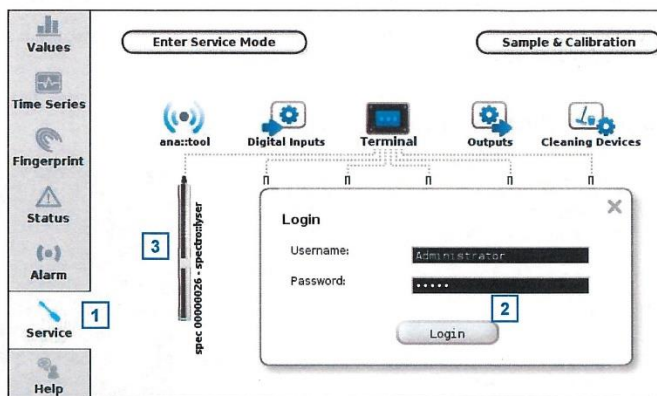 Values
Enter Service Mode
Sample & Calibration
Time Series
ana::tool
Digital Inputs
Terminal
Outputs
Cleaning Devices
Fingerprint
Status
Login
Username:
Administrator
3
spec 00000026 - spectro::lyser
Password:
•••••
Alarm
1
2
Service
Login
Help